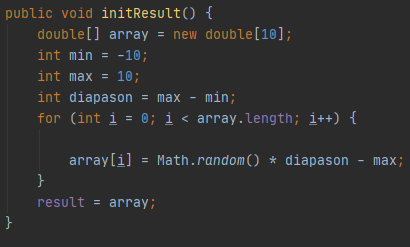 public void initResult() {
    double[] array = new double[10];
    int min = -10;
    int max = 10;
    int diapason = max - min;
    for (int i = 0; i < array.length; i++) {

        array[i] = Math.random() * diapason - max;
    }
    result = array;
}